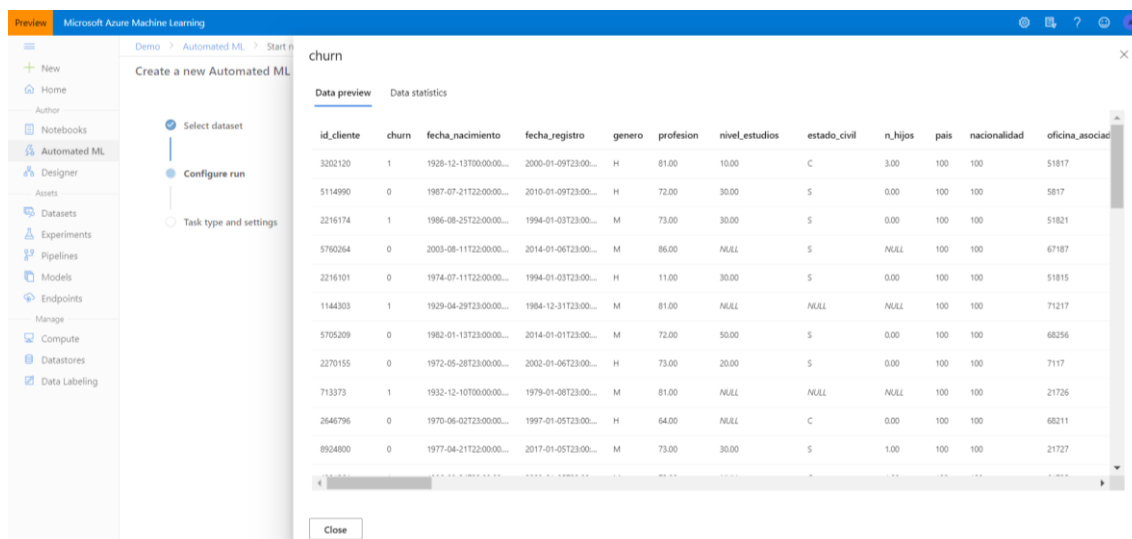 Preview Microsoft Azure Machine Learning
Demo > Automated ML > Start n
Create a new Automated ML
New
Home
Author
Notebooks
Automated ML
Designer
Assets
Datasets
Experiments
Pipelines
Models
Endpoints
Manage
Compute
Datastores
Data Labeling
Select dataset
Configure run
Task type and settings
churn
Data preview Data statistics
id_cliente churn fecha_nacimiento fecha_registro genero profesion nivel_estudios estado_civil n_hijos pais nacionalidad oficina_asociad
3202120 1 1928-12-13T00:00:00.... 2000-01-09T23:00:... H 81.00 10.00 C 3.00 100 100 51817
5114990 0 1987-07-21T22:00:00.... 2010-01-09T23:00:... H 72.00 30.00 S 0.00 100 100 5817
2216174 1 1986-08-25T22:00:00.... 1994-01-03T23:00:... M 73.00 30.00 S 0.00 100 100 51821
5760264 0 2003-08-11T22:00:00.... 2014-01-06T23:00:... M 86.00 NULL S NULL 100 100 67187
2216101 0 1974-07-11T22:00:00.... 1994-01-03T23:00:... H 11.00 30.00 S 0.00 100 100 51815
1144303 1 1929-04-29T23:00:00.... 1984-12-31T23:00:... M 81.00 NULL NULL NULL 100 100 71217
5705209 0 1982-01-13T23:00:00.... 2014-01-01T23:00:... M 72.00 50.00 S 0.00 100 100 68256
2270155 0 1972-05-28T23:00:00.... 2002-01-06T23:00:... H 73.00 20.00 S 0.00 100 100 7117
713373 1 1932-12-10T00:00:00.... 1979-01-08T23:00:... M 81.00 NULL NULL NULL 100 100 21726
2646796 0 1970-06-02T23:00:00.... 1997-01-05T23:00:... H 64.00 NULL C 0.00 100 100 68211
8924800 0 1977-04-21T22:00:00.... 2017-01-05T23:00:... M 73.00 30.00 S 1.00 100 100 21727
Close